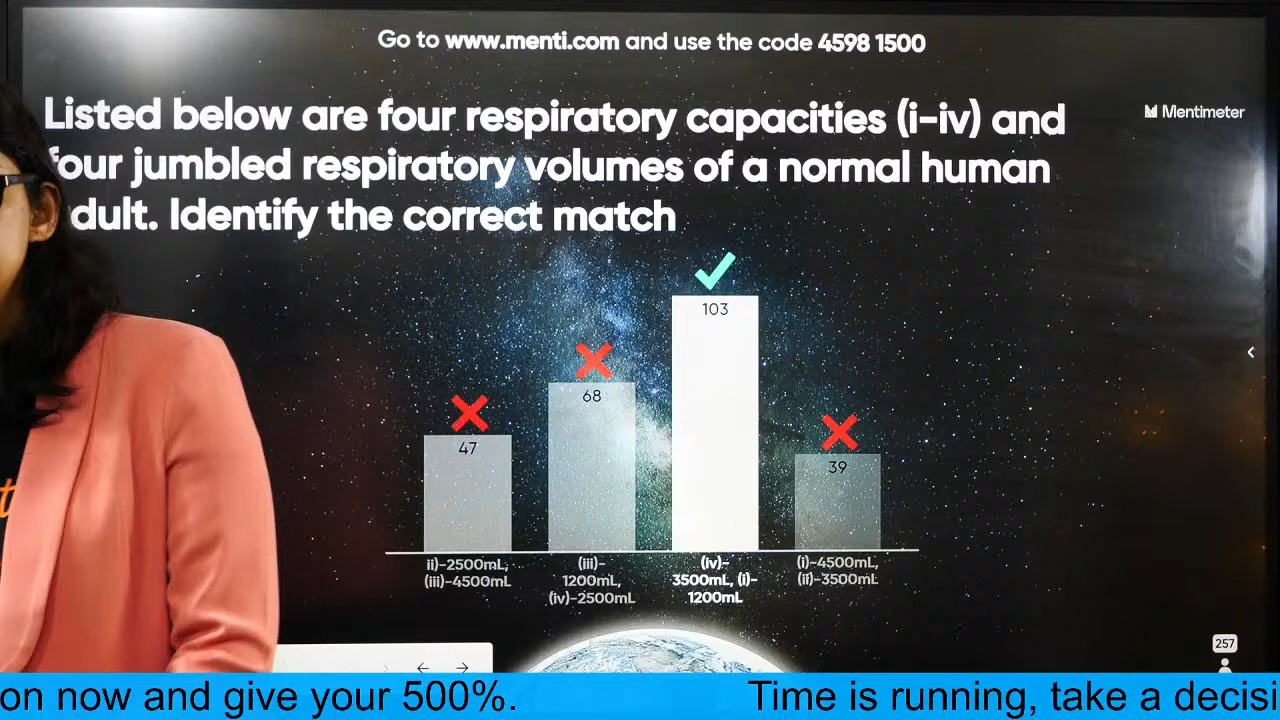 Go to www.menti.com and use the code 4598 1500
Listed below are four respiratory capacities (i-iv) and
four jumbled respiratory volumes of a normal human
dult. Identify the correct match
Mentimeter
103
68
47
39
ii)-2500mL,
(iii)-4500mL
(iii)-
1200mL,
(iv)-2500mL
(iv)-
3500mL, (i)-
1200mL
(i)-4500mL,
(ii)-3500mL
257
on now and give your 500%. Time is running, take a decisi